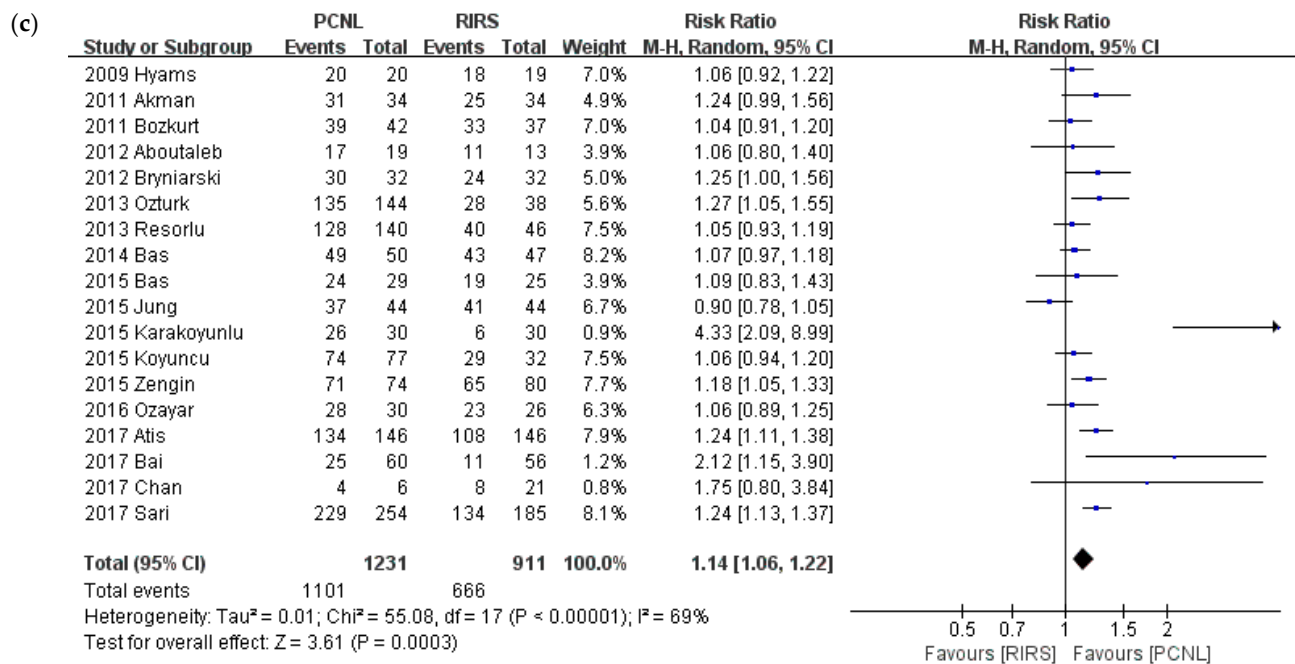 (c)
PCNL RIRS Risk Ratio Risk Ratio
Study or Subgroup Events Total Events Total Weight M-H, Random, 95% CI M-H, Random, 95% CI
2009 Hyams 20 20 18 19 7.0% 1.06 [0.92, 1.22]
2011 Akman 31 34 25 34 4.9% 1.24 [0.99, 1.56]
2011 Bozkurt 39 42 33 37 7.0% 1.04 [0.91, 1.20]
2012 Aboutaleb 17 19 11 13 3.9% 1.06 [0.80, 1.40]
2012 Bryniarski 30 32 24 32 5.0% 1.25 [1.00, 1.56]
2013 Ozturk 135 144 28 38 5.6% 1.27 [1.05, 1.55]
2013 Resorlu 128 140 40 46 7.5% 1.05 [0.93, 1.19]
2014 Bas 49 50 43 47 8.2% 1.07 [0.97, 1.18]
2015 Bas 24 29 19 25 3.9% 1.09 [0.83, 1.43]
2015 Jung 37 44 41 44 6.7% 0.90 [0.78, 1.05]
2015 Karakoyunlu 26 30 6 30 0.9% 4.33 [2.09, 8.99]
2015 Koyuncu 74 77 29 32 7.5% 1.06 [0.94, 1.20]
2015 Zengin 71 74 65 80 7.7% 1.18 [1.05, 1.33]
2016 Ozayar 28 30 23 26 6.3% 1.06 [0.89, 1.25]
2017 Atis 134 146 108 146 7.9% 1.24 [1.11, 1.38]
2017 Bai 25 60 11 56 1.2% 2.12 [1.15, 3.90]
2017 Chan 4 6 8 21 0.8% 1.75 [0.80, 3.84]
2017 Sari 229 254 134 185 8.1% 1.24 [1.13, 1.37]
Total (95% CI) 1231 911 100.0% 1.14 [1.06, 1.22]
Total events 1101 666
Heterogeneity: Tau² = 0.01; Chi² = 55.08, df = 17 (P < 0.00001); I² = 69%
Test for overall effect: Z = 3.61 (P = 0.0003)
0.5 0.7 1 1.5 2
Favours [RIRS] Favours [PCNL]